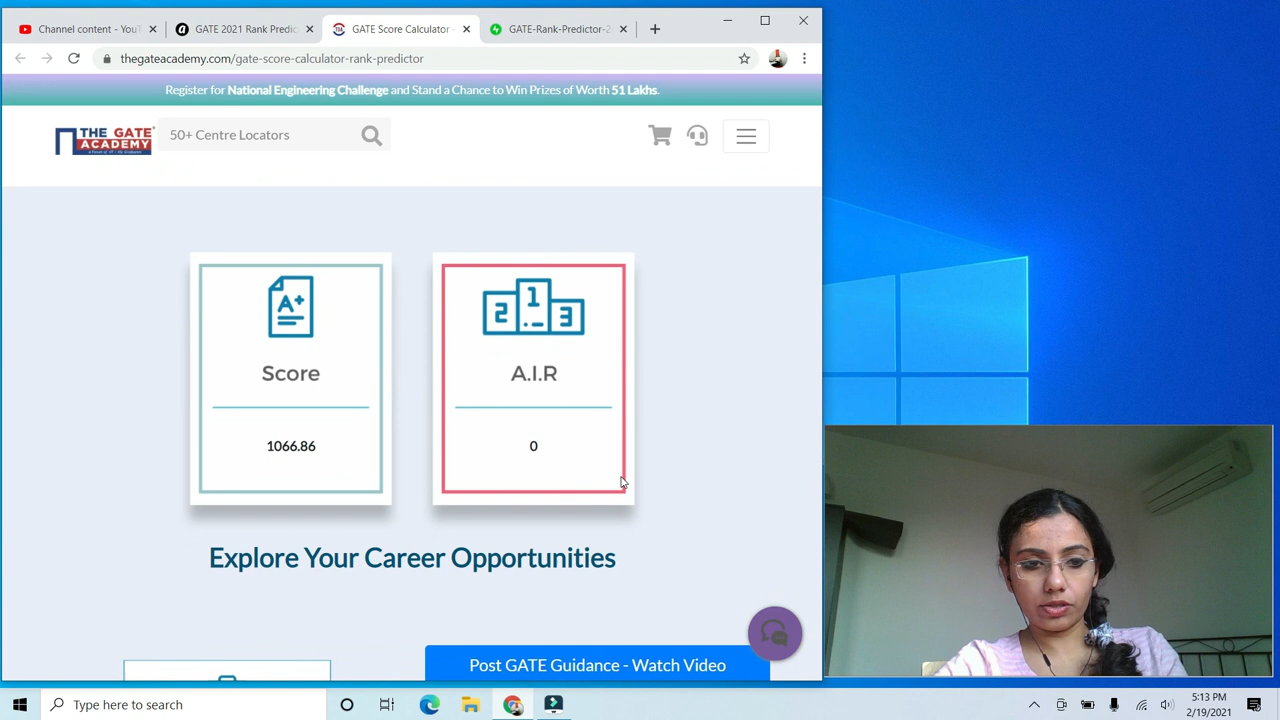 Channel content - YouT
GATE 2021 Rank Predic
GATE Score Calculator -
GATE-Rank-Predictor-2
thegateacademy.com/gate-score-calculator-rank-predictor
Register for National Engineering Challenge and Stand a Chance to Win Prizes of Worth 51 Lakhs.
THE GATE
ACADEMY
50+ Centre Locators
A+
2 1 3
Score
A.I.R
1066.86
0
Explore Your Career Opportunities
Post GATE Guidance - Watch Video
Type here to search
5:13 PM
2/19/2021